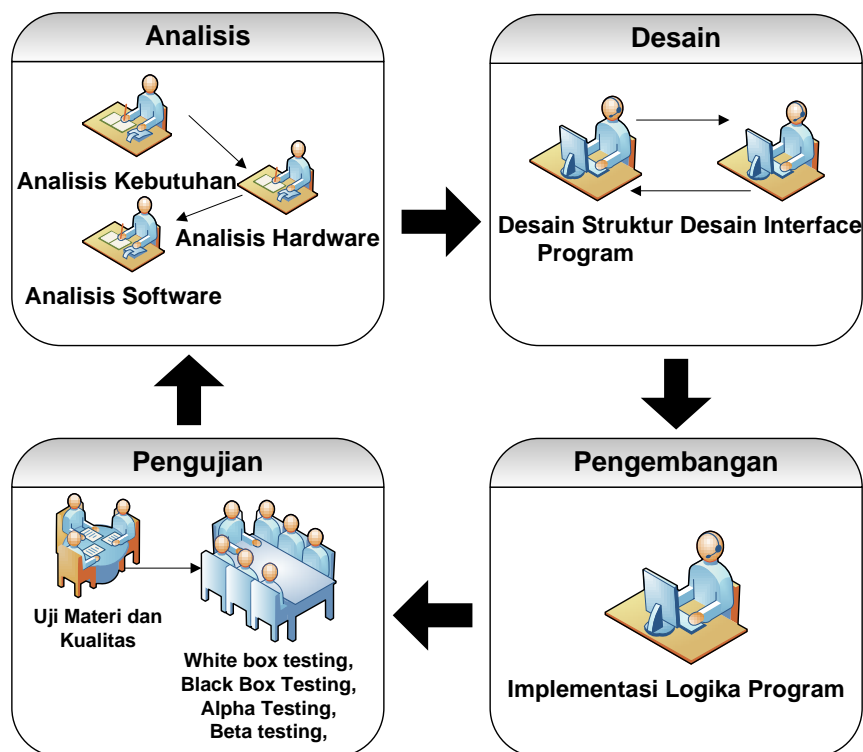 Analisis
Analisis Kebutuhan
Analisis Hardware
Analisis Software
Desain
Desain Struktur
Program
Desain Interface
Pengujian
Uji Materi dan
Kualitas
White box testing,
Black Box Testing,
Alpha Testing,
Beta testing,
Pengembangan
Implementasi Logika Program